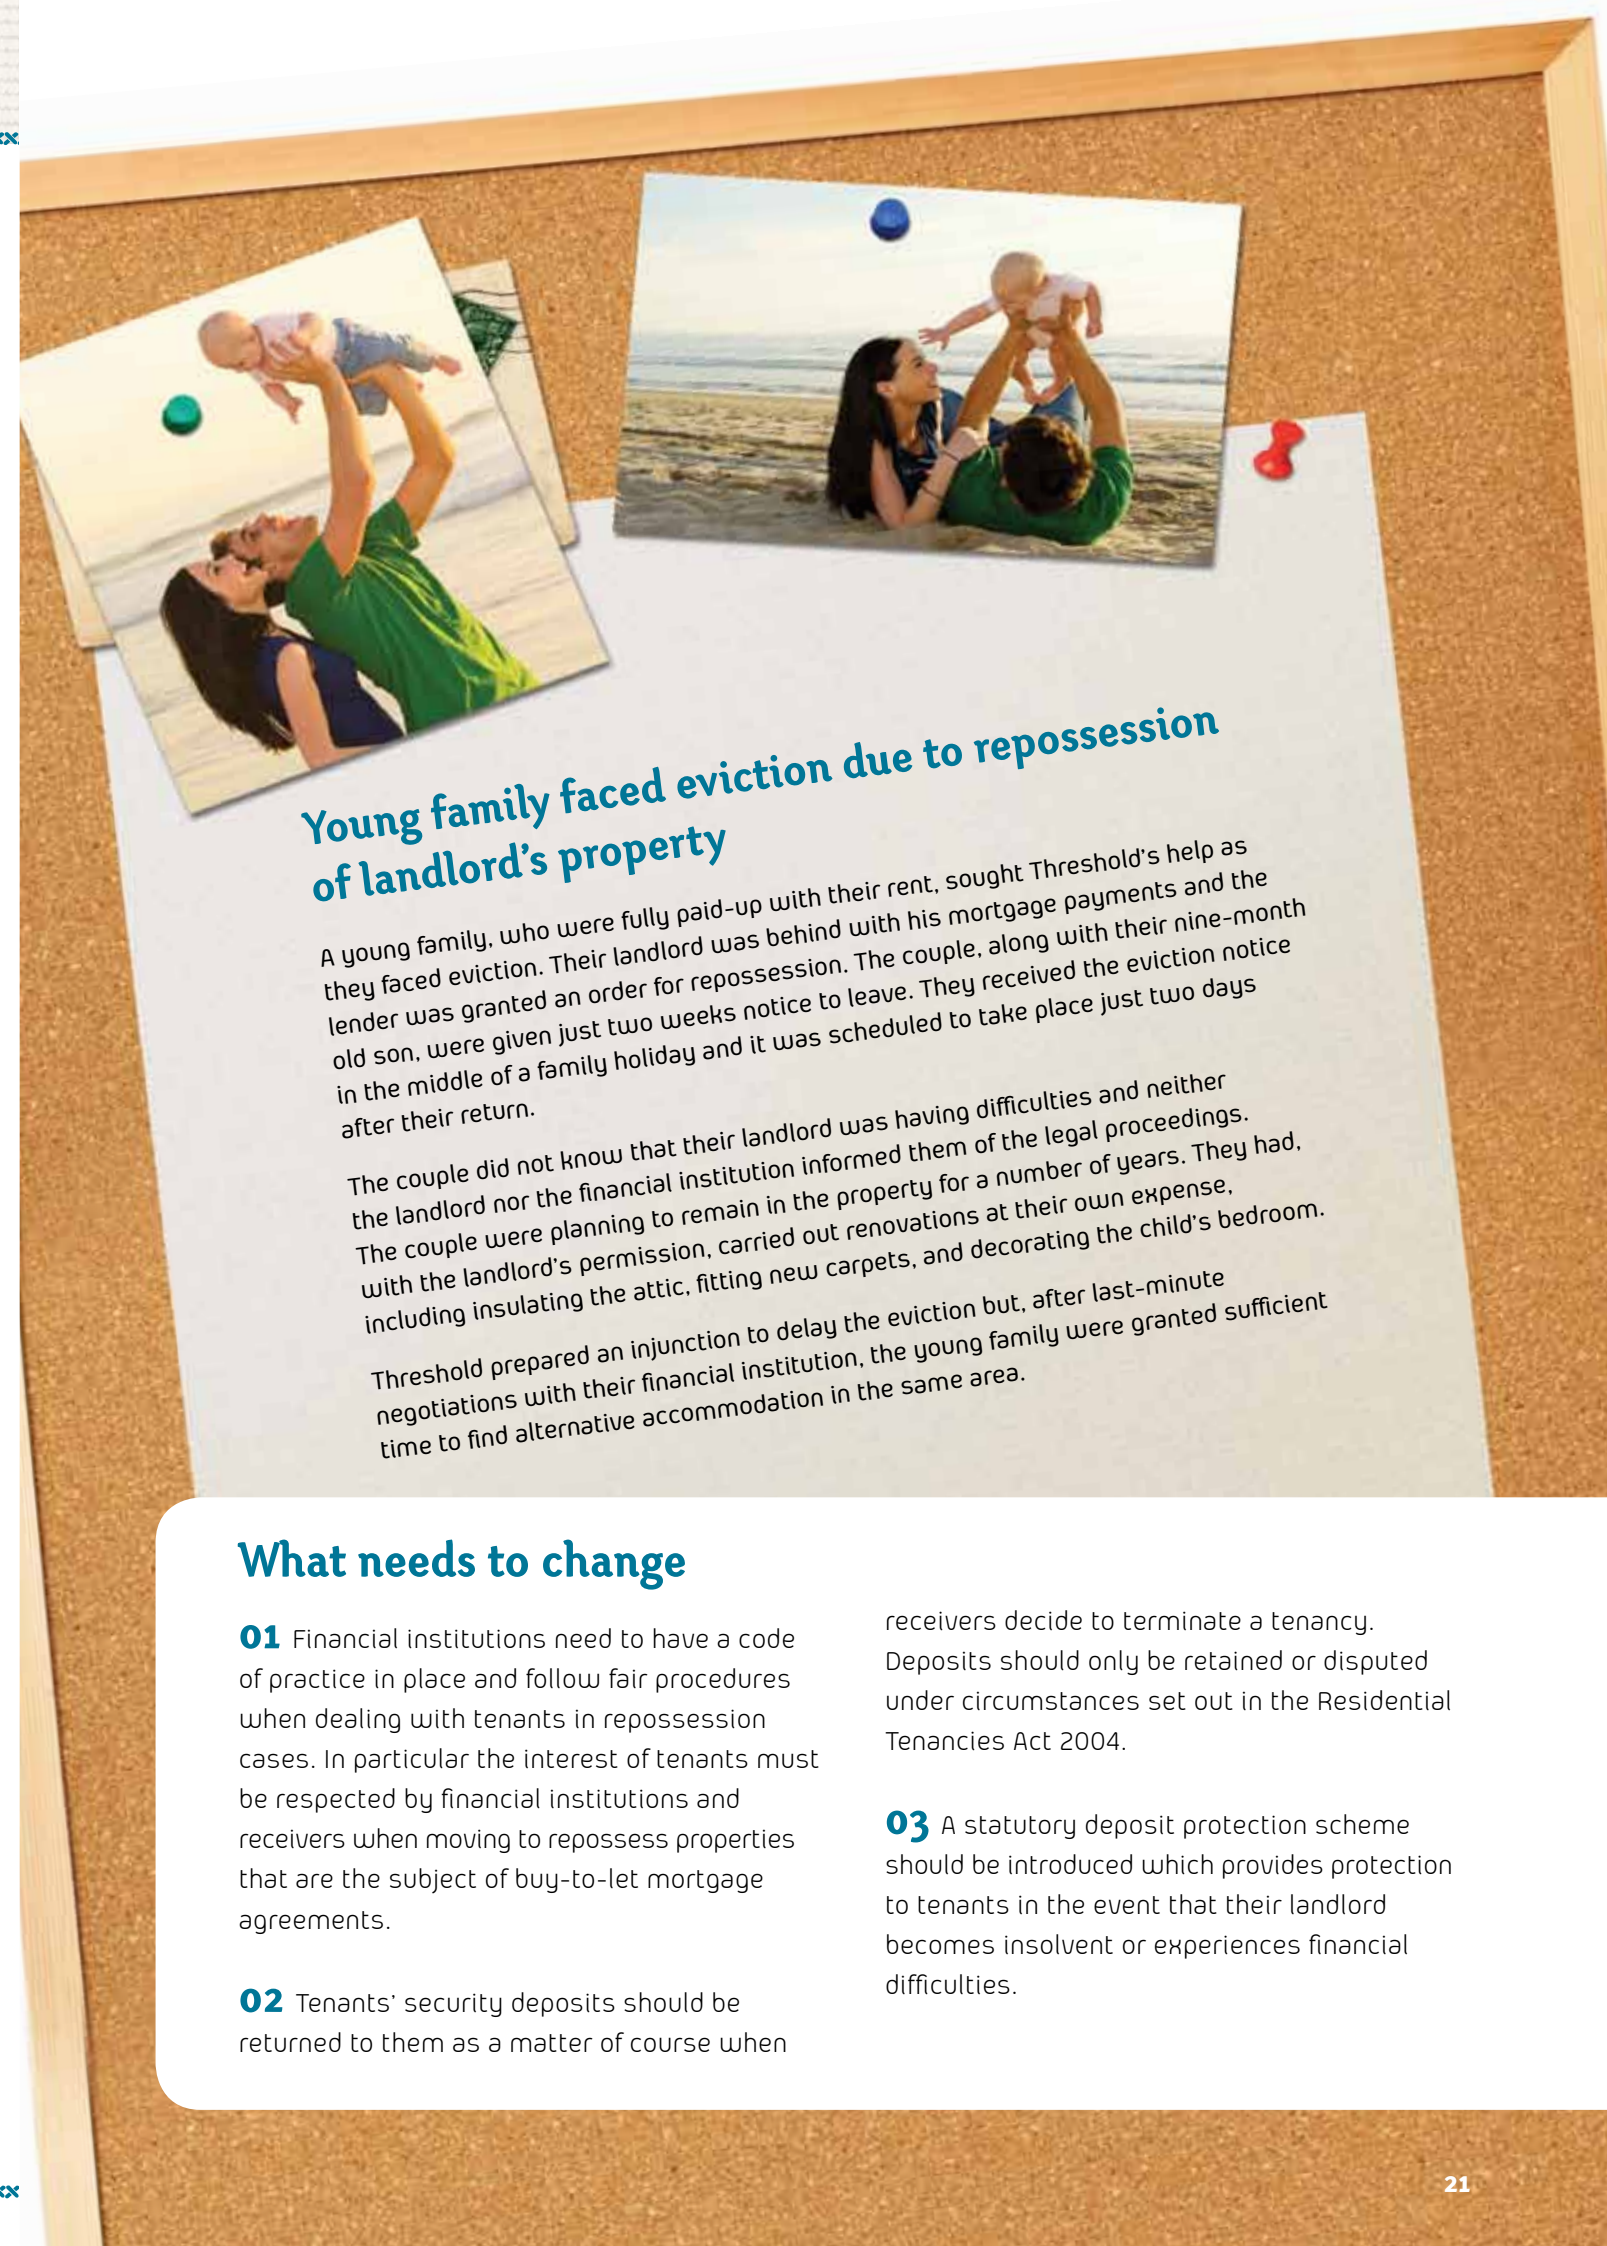 Young family faced eviction due to repossession
of landlord's property
A young family, who were fully paid-up with their rent, sought Threshold's help as
they faced eviction. Their landlord was behind with his mortgage payments and the
lender was granted an order for repossession. The couple, along with their nine-month
old son, were given just two weeks notice to leave. They received the eviction notice
in the middle of a family holiday and it was scheduled to take place just two days
after their return.
The couple did not know that their landlord was having difficulties and neither
the landlord nor the financial institution informed them of the legal proceedings.
The couple were planning to remain in the property for a number of years. They had,
with the landlord's permission, carried out renovations at their own expense,
including insulating the attic, fitting new carpets, and decorating the child's bedroom.
Threshold prepared an injunction to delay the eviction but, after last-minute
negotiations with their financial institution, the young family were granted sufficient
time to find alternative accommodation in the same area.
What needs to change
01 Financial institutions need to have a code
of practice in place and follow fair procedures
when dealing with tenants in repossession
cases. In particular the interest of tenants must
be respected by financial institutions and
receivers when moving to repossess properties
that are the subject of buy-to-let mortgage
agreements.
02 Tenants' security deposits should be
returned to them as a matter of course when
receivers decide to terminate a tenancy.
Deposits should only be retained or disputed
under circumstances set out in the Residential
Tenancies Act 2004.
03 A statutory deposit protection scheme
should be introduced which provides protection
to tenants in the event that their landlord
becomes insolvent or experiences financial
difficulties.
21